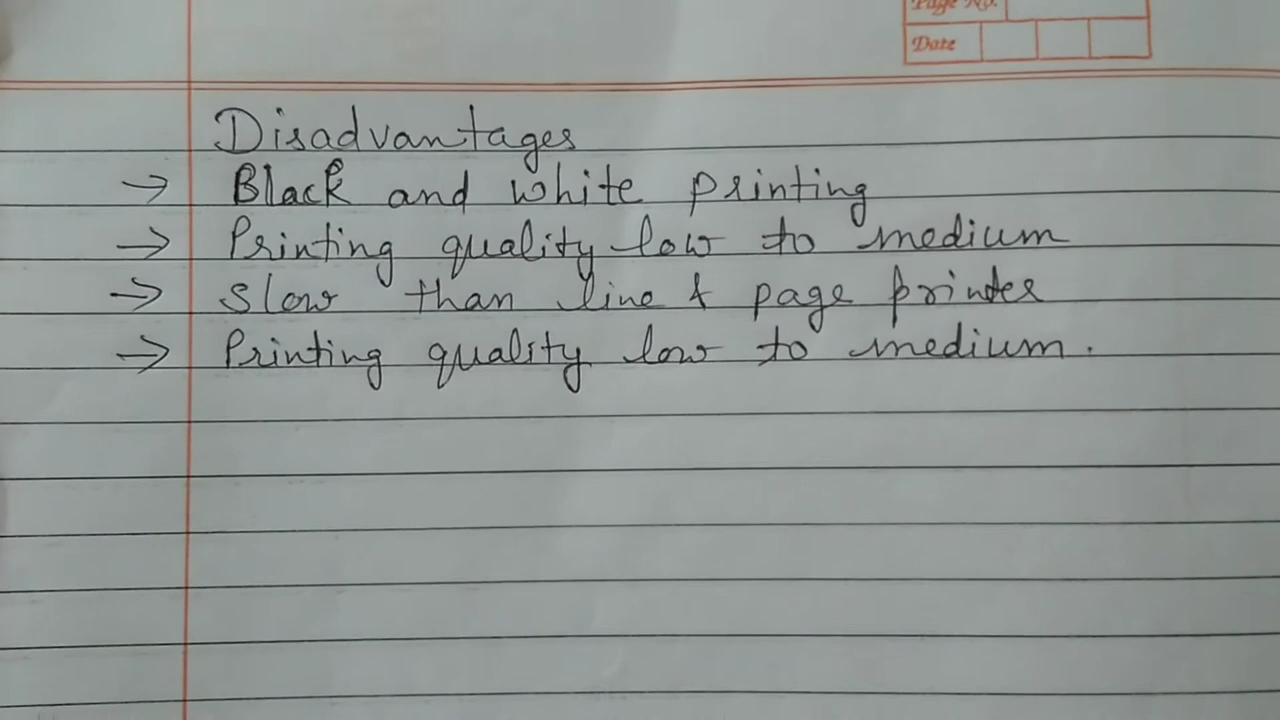 Page No.
Date
Disadvantages
→ Black and white printing
→ Printing quality low to medium
→ Slow than line & page printer
→ Printing quality low to medium.